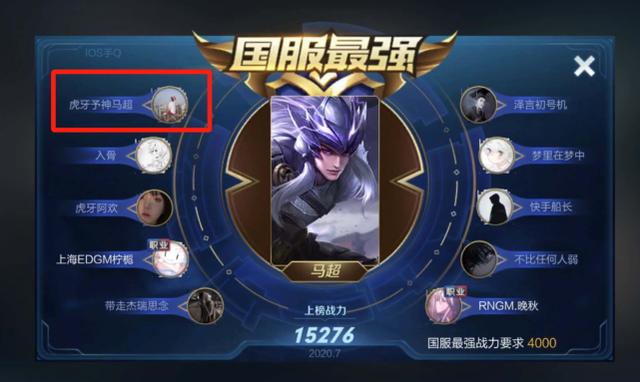 IOS手Q
国服最强
虎牙予神马超
入骨
虎牙阿欢
职业
上海EDGM柠栀
带走杰瑞思念
泽言初号机
梦里在梦中
快手船长
不比任何人弱
职业
RNGM.晚秋
马超
上榜战力
15276
2020.7
国服最强战力要求 4000